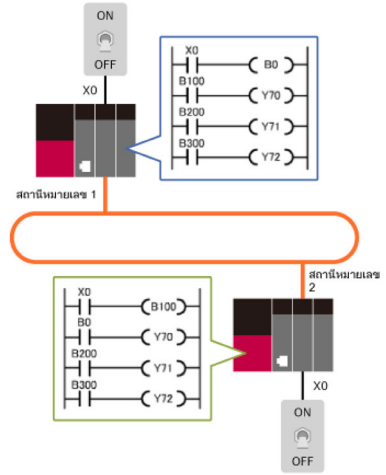 ON
OFF
X0
X0
B0
B100
Y70
B200
Y71
B300
Y72
สถานีหมายเลข 1
สถานีหมายเลข
2
X0
B100
B0
Y70
B200
Y71
B300
Y72
X0
ON
OFF